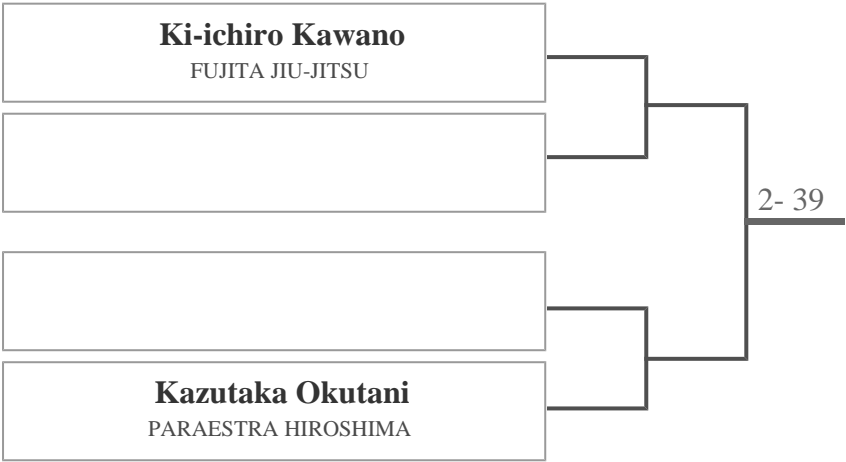 Ki-ichiro Kawano
FUJITA JIU-JITSU
2- 39
Kazutaka Okutani
PARAESTRA HIROSHIMA